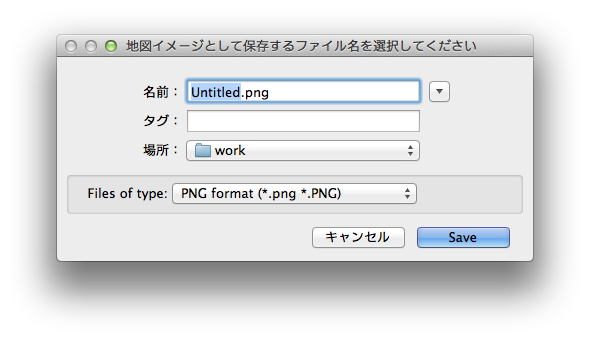 地図イメージとして保存するファイル名を選択してください
名前：
Untitled.png
タグ：
場所：
work
Files of type:
PNG format (*.png *.PNG)
キャンセル
Save